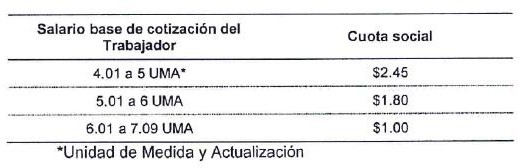 Salario base de cotización del Cuota social
Trabajador
4.01 a 5 UMA* $2.45
5.01 a 6 UMA $1.80
6.01 a 7.09 UMA $1.00
*Unidad de Medida y Actualización